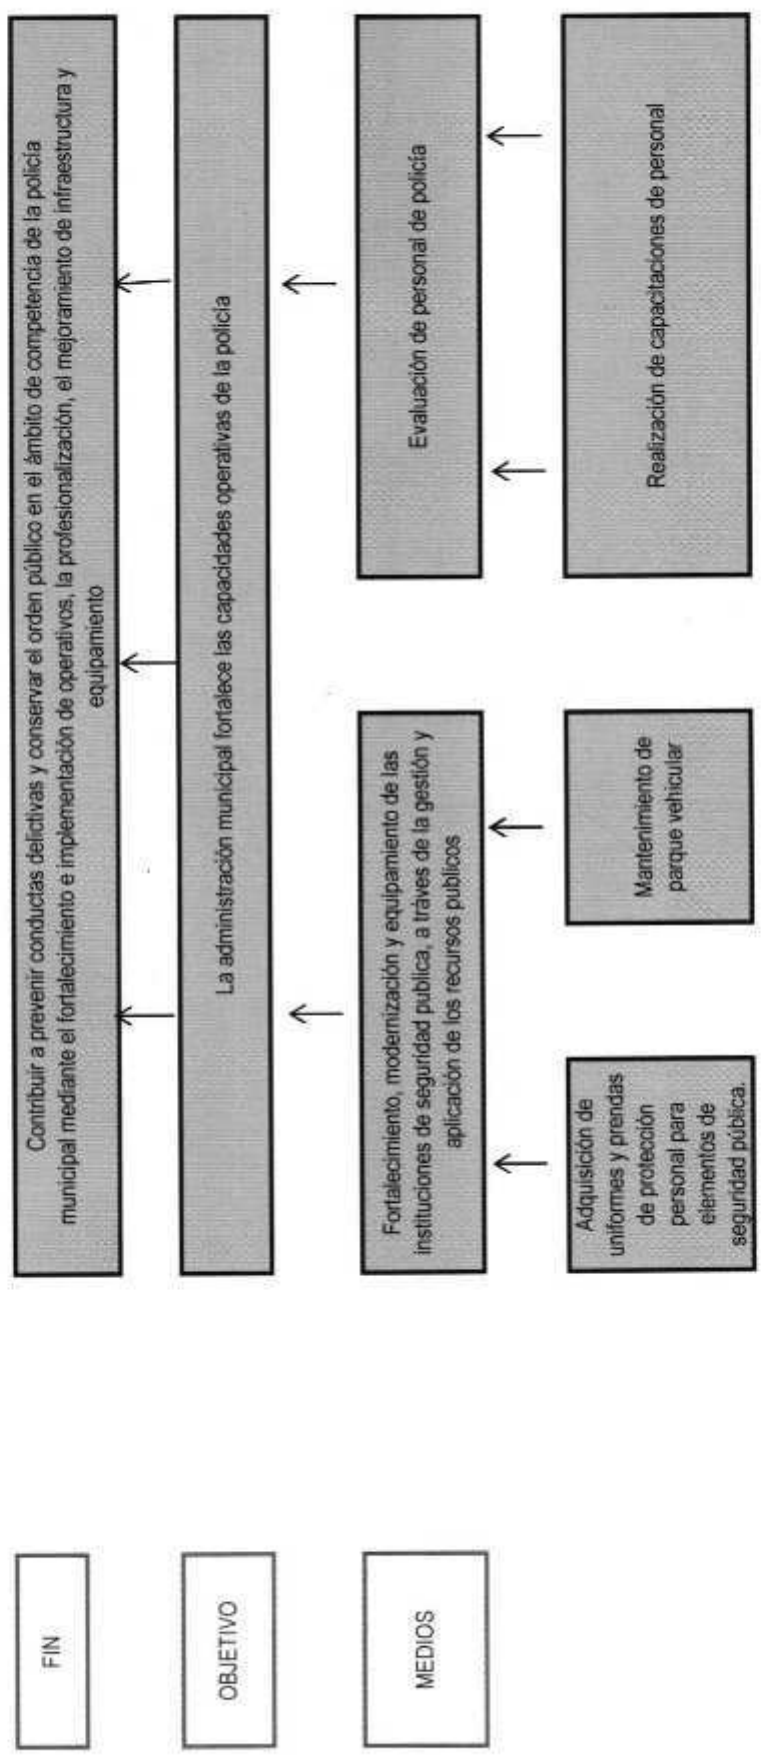 FIN
Contribuir a prevenir conductas delictivas y conservar el orden público en el ámbito de competencia de la policía
municipal mediante el fortalecimiento e implementación de operativos, la profesionalización, el mejoramiento de infraestructura y
equipamiento
OBJETIVO
La administración municipal fortalece las capacidades operativas de la policía
MEDIOS
Fortalecimiento, modernización y equipamiento de las
instituciones de seguridad publica, a tráves de la gestión y
aplicación de los recursos publicos
Evaluación de personal de policía
Adquisición de
uniformes y prendas
de protección
personal para
elementos de
seguridad pública.
Mantenimiento de
parque vehicular
Realización de capacitaciones de personal